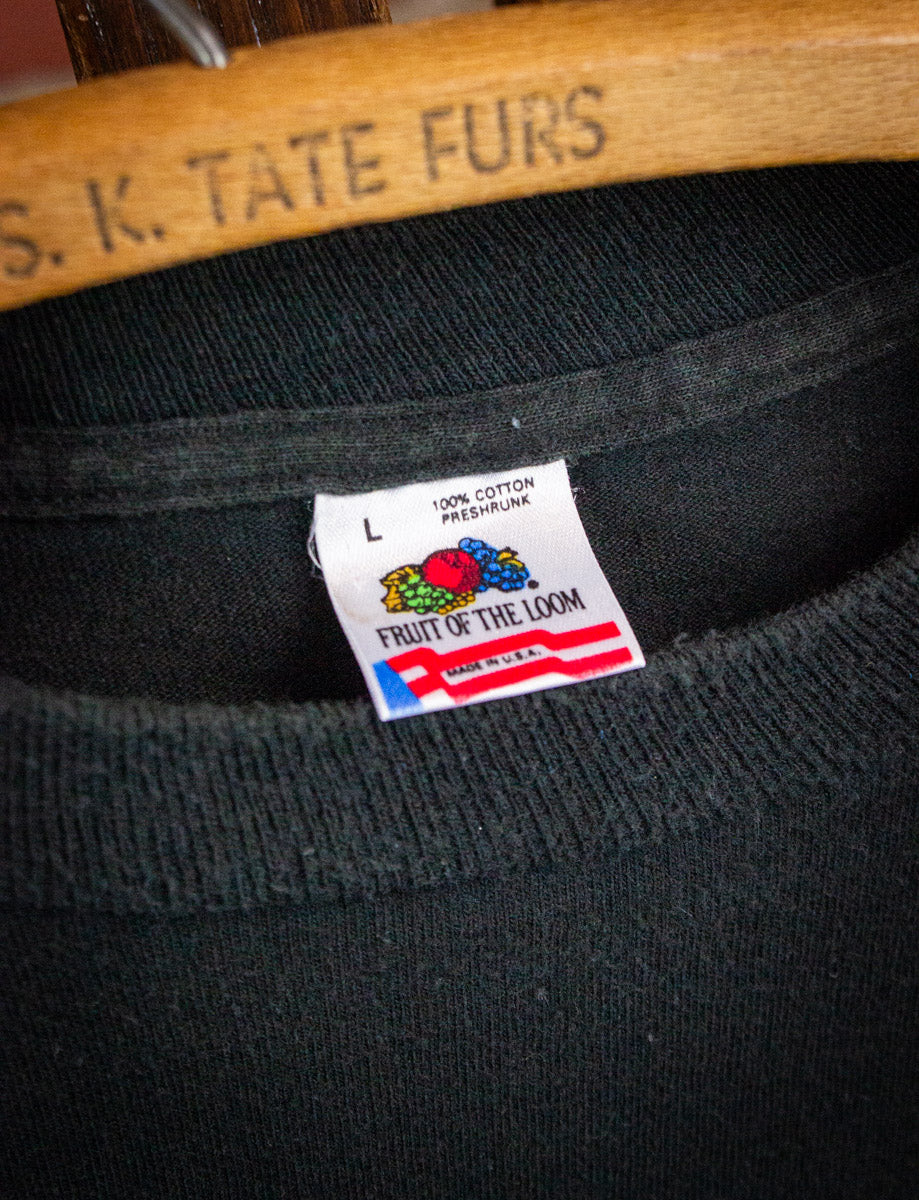 S. K. TATE FURS
L
100% COTTON
PRESHRUNK
FRUIT OF THE LOOM
MADE IN U.S.A.